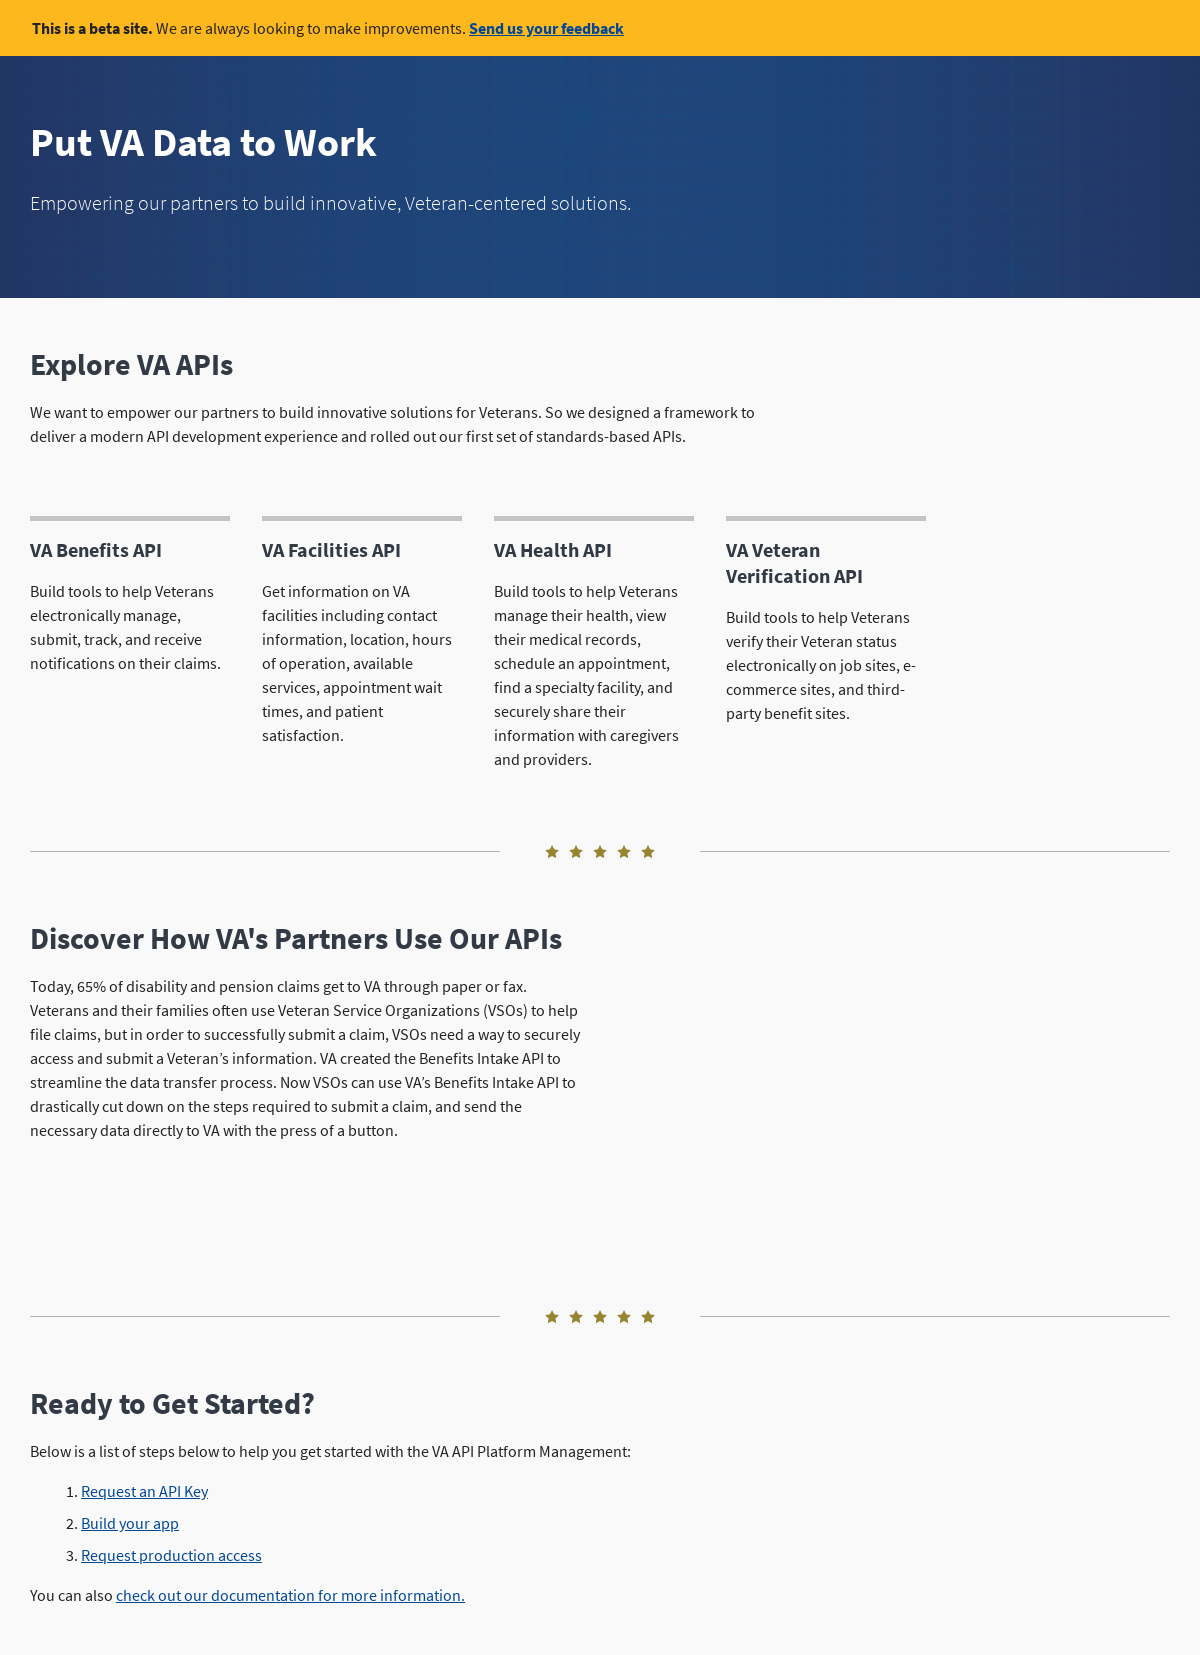 This is a beta site. We are always looking to make improvements. Send us your feedback
Put VA Data to Work
Empowering our partners to build innovative, Veteran-centered solutions.
Explore VA APIs
We want to empower our partners to build innovative solutions for Veterans. So we designed a framework to
deliver a modern API development experience and rolled out our first set of standards-based APIs.
VA Benefits API
Build tools to help Veterans
electronically manage,
submit, track, and receive
notifications on their claims.
VA Facilities API
Get information on VA
facilities including contact
information, location, hours
of operation, available
services, appointment wait
times, and patient
satisfaction.
VA Health API
Build tools to help Veterans
manage their health, view
their medical records,
schedule an appointment,
find a specialty facility, and
securely share their
information with caregivers
and providers.
VA Veteran
Verification API
Build tools to help Veterans
verify their Veteran status
electronically on job sites, e-
commerce sites, and third-
party benefit sites.
Discover How VA's Partners Use Our APIs
Today, 65% of disability and pension claims get to VA through paper or fax.
Veterans and their families often use Veteran Service Organizations (VSOs) to help
file claims, but in order to successfully submit a claim, VSOs need a way to securely
access and submit a Veteran’s information. VA created the Benefits Intake API to
streamline the data transfer process. Now VSOs can use VA’s Benefits Intake API to
drastically cut down on the steps required to submit a claim, and send the
necessary data directly to VA with the press of a button.
Ready to Get Started?
Below is a list of steps below to help you get started with the VA API Platform Management:
1. Request an API Key
2. Build your app
3. Request production access
You can also check out our documentation for more information.